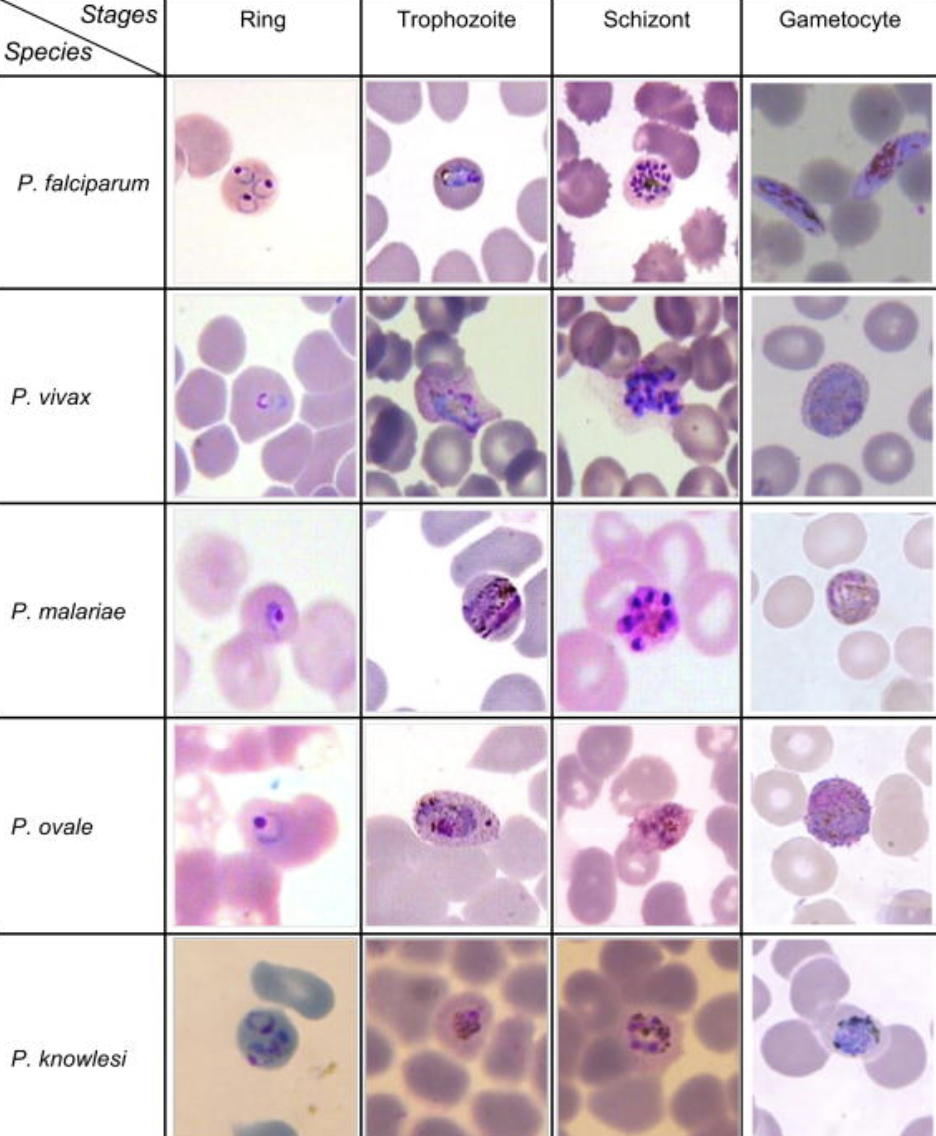 Stages
Species
Ring
Trophozoite
Schizont
Gametocyte
P. falciparum
P. vivax
P. malariae
P. ovale
P. knowlesi